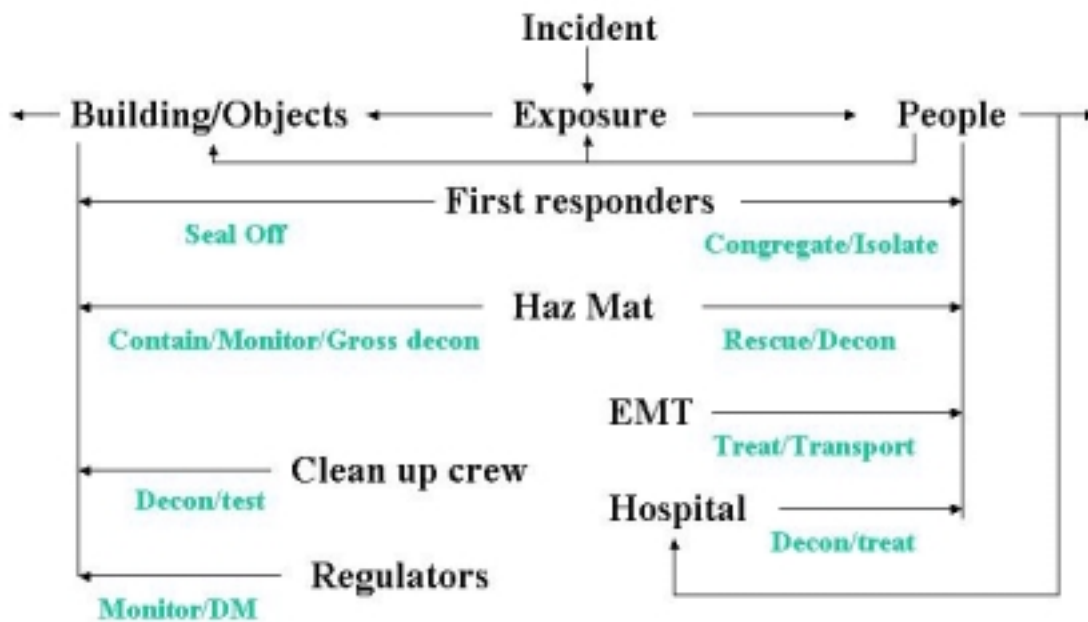 Incident
Building/Objects Exposure People
First responders
Seal Off Congregate/Isolate
Haz Mat
Contain/Monitor/Gross decon Rescue/Decon
EMT
Treat/Transport
Clean up crew
Decon/test
Hospital
Decon/treat
Regulators
Monitor/DM